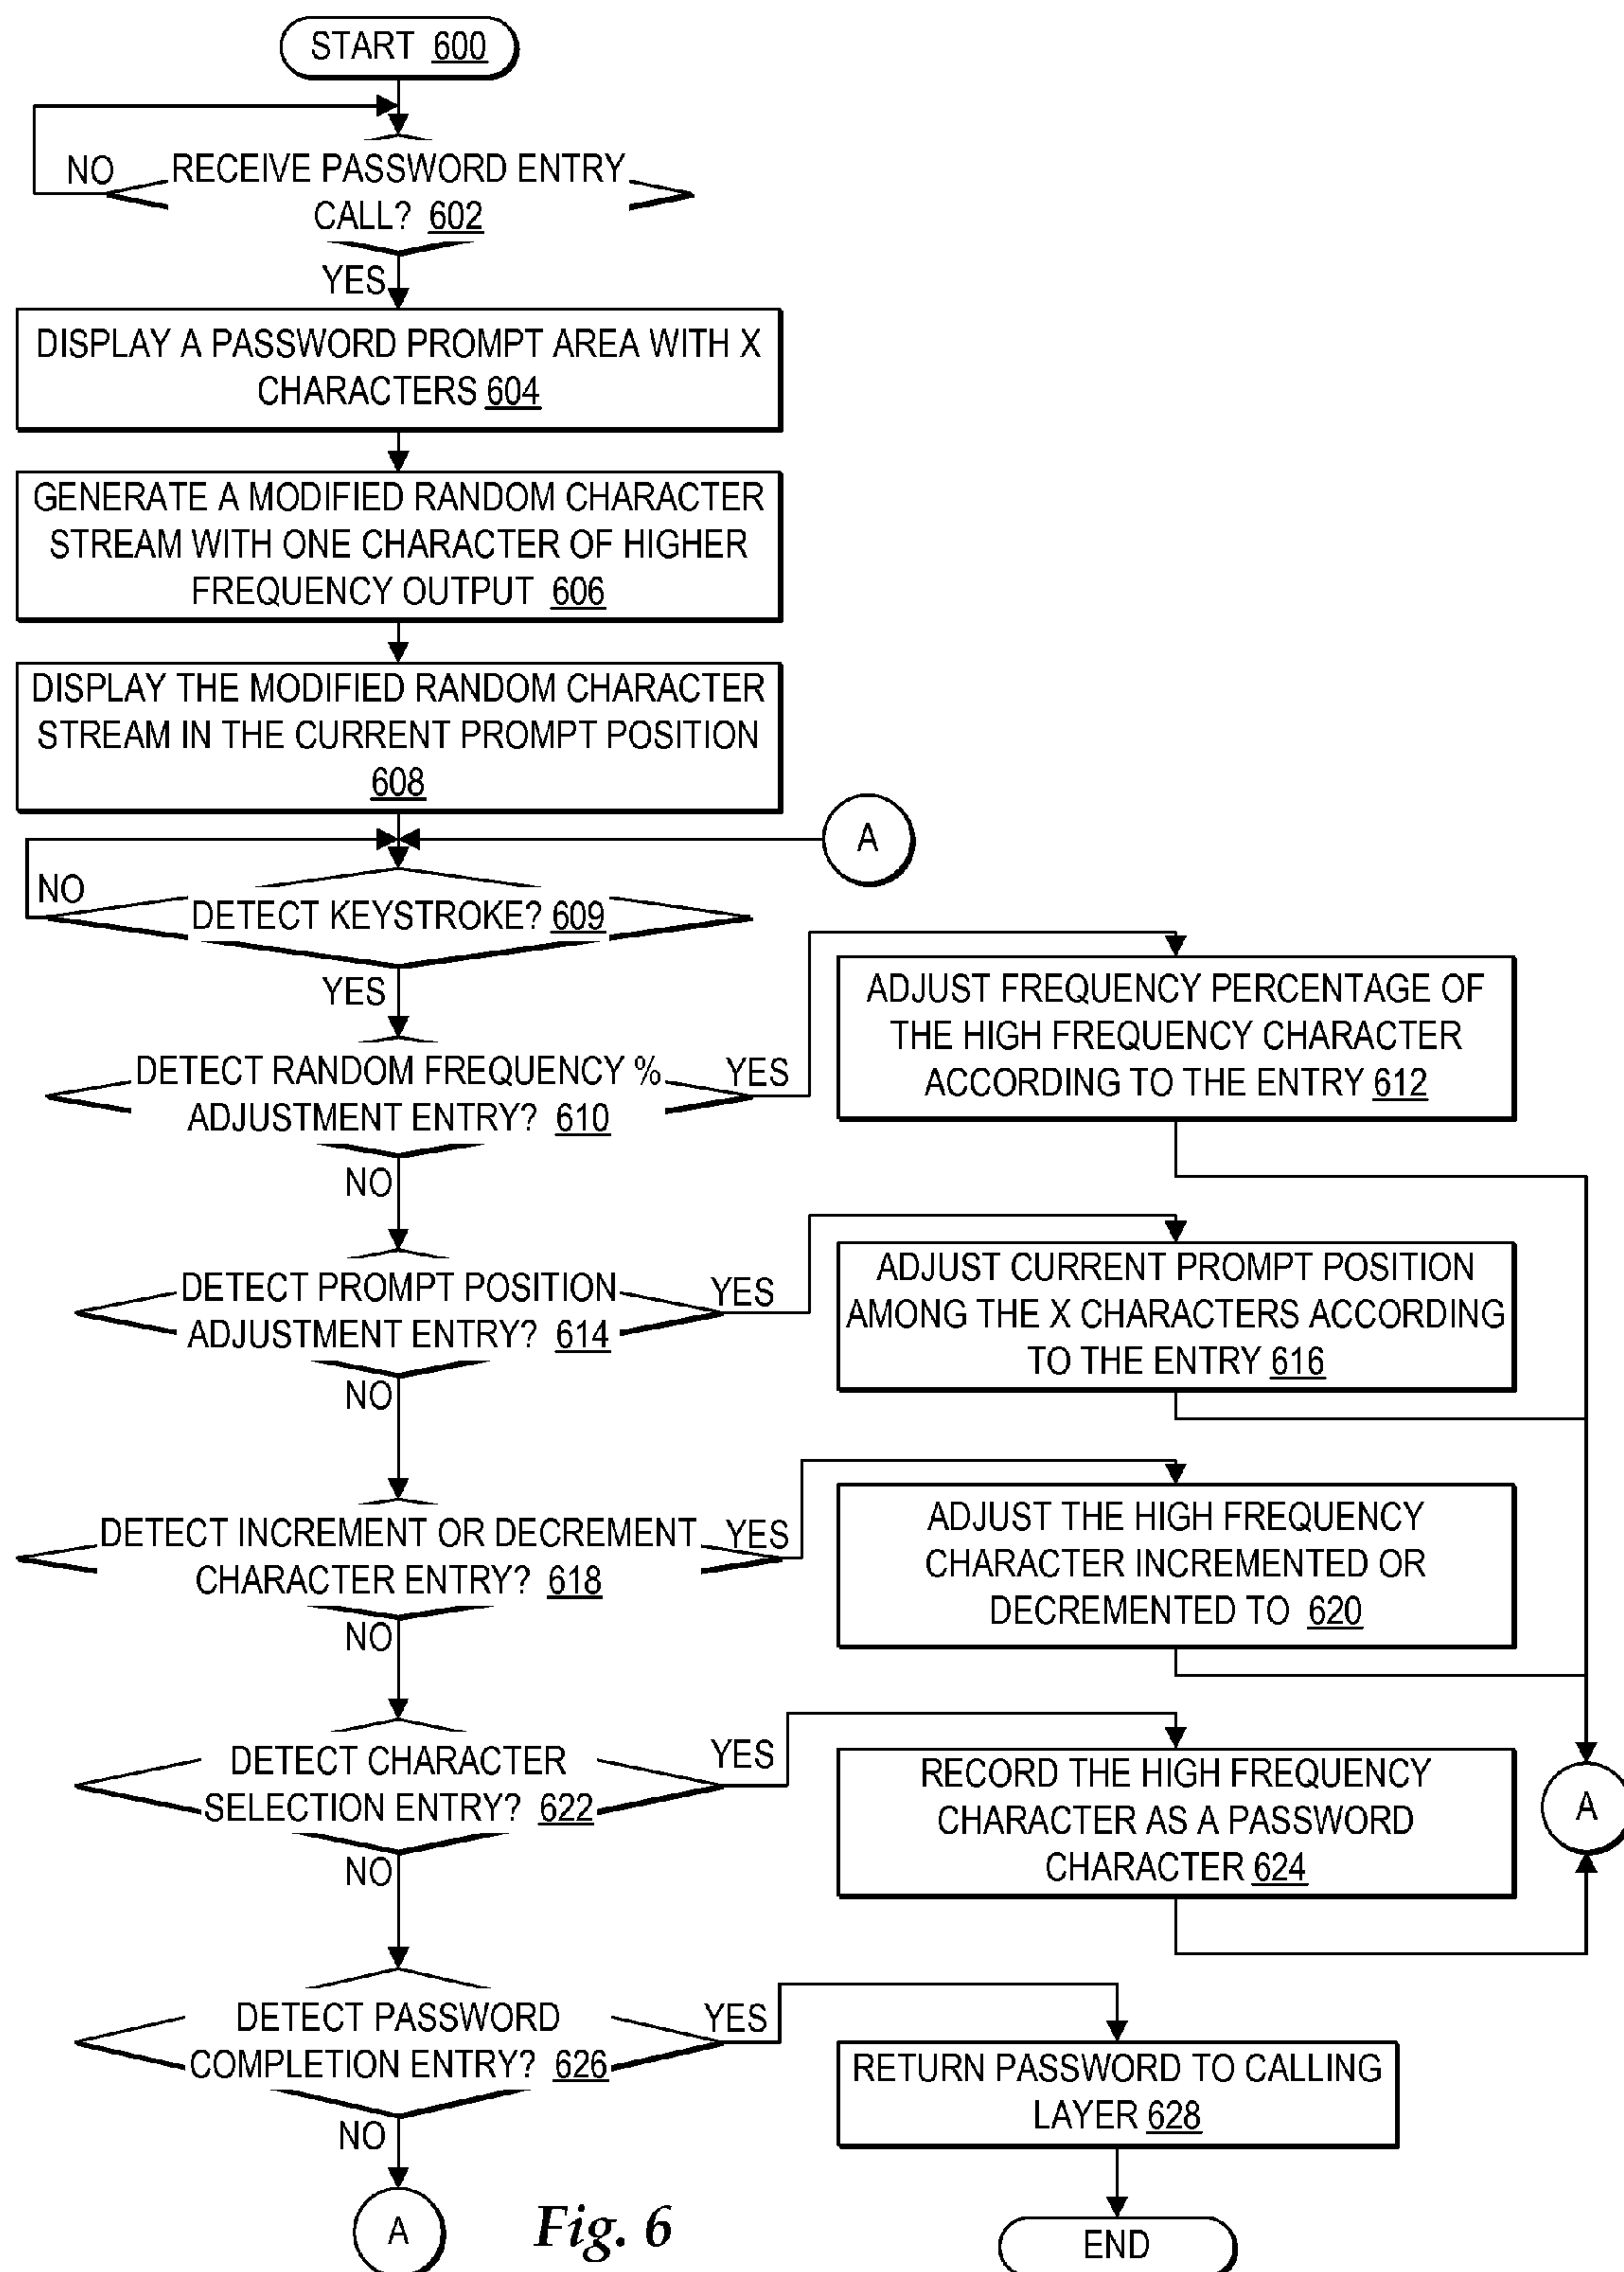 START 600
NO
RECEIVE PASSWORD ENTRY
CALL? 602
YES
DISPLAY A PASSWORD PROMPT AREA WITH X
CHARACTERS 604
GENERATE A MODIFIED RANDOM CHARACTER
STREAM WITH ONE CHARACTER OF HIGHER
FREQUENCY OUTPUT 606
DISPLAY THE MODIFIED RANDOM CHARACTER
STREAM IN THE CURRENT PROMPT POSITION
608
A
NO
DETECT KEYSTROKE? 609
YES
DETECT RANDOM FREQUENCY %
ADJUSTMENT ENTRY? 610
YES
ADJUST FREQUENCY PERCENTAGE OF
THE HIGH FREQUENCY CHARACTER
ACCORDING TO THE ENTRY 612
NO
DETECT PROMPT POSITION
ADJUSTMENT ENTRY? 614
YES
ADJUST CURRENT PROMPT POSITION
AMONG THE X CHARACTERS ACCORDING
TO THE ENTRY 616
NO
DETECT INCREMENT OR DECREMENT
CHARACTER ENTRY? 618
YES
ADJUST THE HIGH FREQUENCY
CHARACTER INCREMENTED OR
DECREMENTED TO 620
NO
DETECT CHARACTER
SELECTION ENTRY? 622
YES
RECORD THE HIGH FREQUENCY
CHARACTER AS A PASSWORD
CHARACTER 624
A
NO
DETECT PASSWORD
COMPLETION ENTRY? 626
YES
RETURN PASSWORD TO CALLING
LAYER 628
NO
A
Fig. 6
END